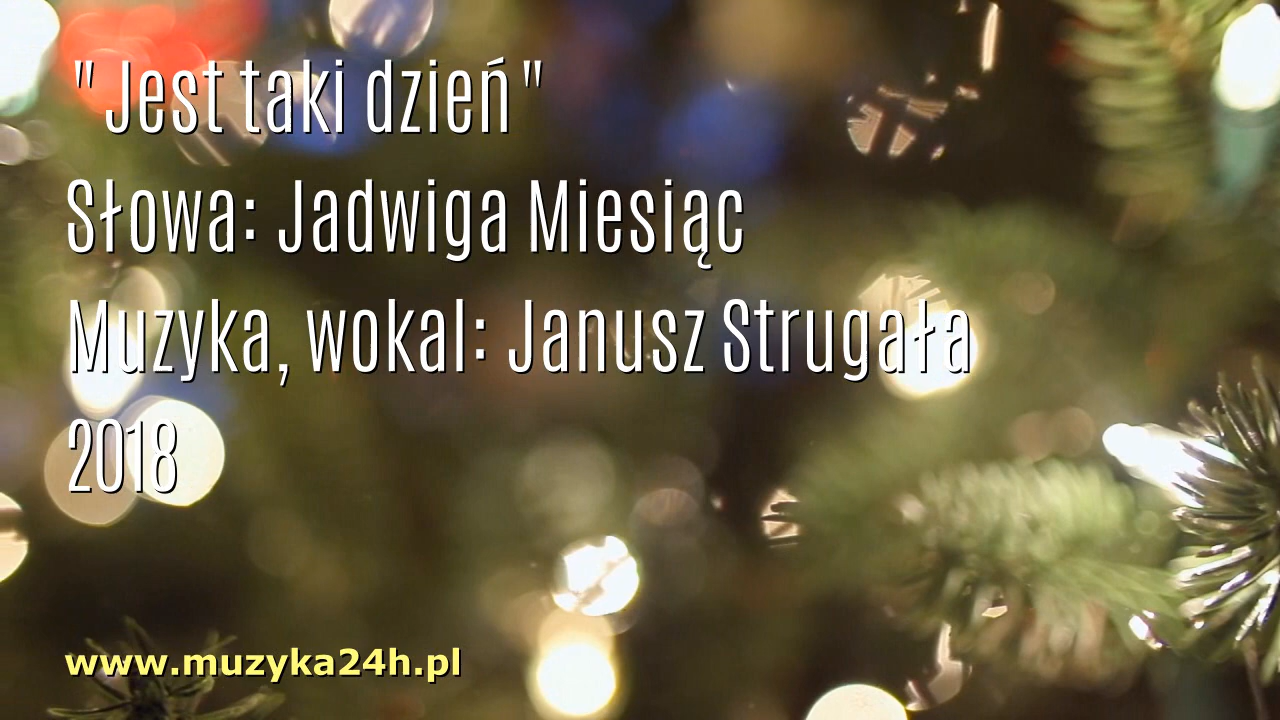 "Jest taki dzień"
Słowa: Jadwiga Miesiąc
Muzyka, wokal: Janusz Strugała
2018
www.muzyka24h.pl